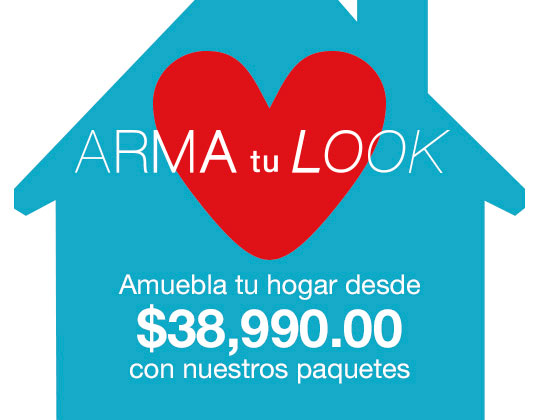 ARMA tu LOOK
Amuebla tu hogar desde
$38,990.00
con nuestros paquetes